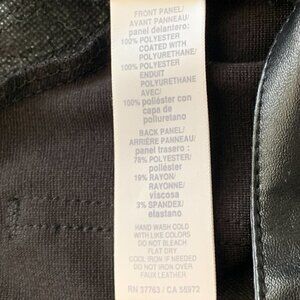 FRONT PANEL/
AVANT PANNEAU/
panel delantero:
100% POLYESTER
COATED WITH
POLYURETHANE/
100% POLYESTER
ENDUIT
POLYURETHANE
AVEC/
100% poliéster con
capa de
poliuretano
BACK PANEL/
ARRIÈRE PANNEAU/
panel trasero :
78% POLYESTER/
poliéster
19% RAYON/
RAYONNE/
viscosa
3% SPANDEX/
elastano
HAND WASH COLD
WITH LIKE COLORS
DO NOT BLEACH
FLAT DRY
COOL IRON IF NEEDED
DO NOT IRON OVER
FAUX LEATHER
RN 37763 / CA 55972